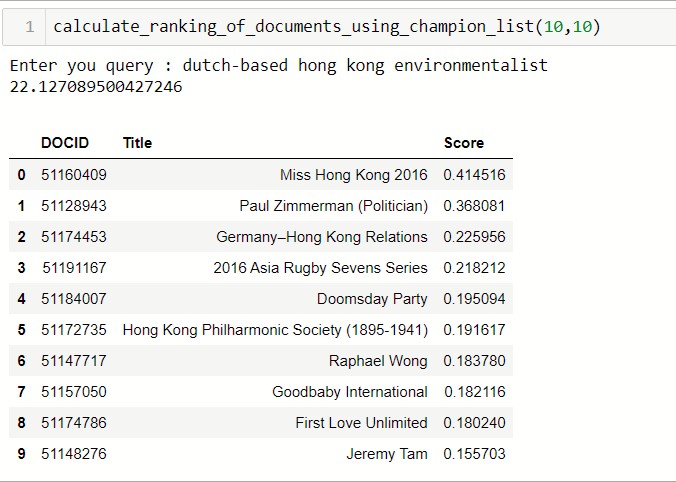 1 calculate_ranking_of_documents_using_champion_list(10,10)
Enter you query : dutch-based hong kong environmentalist
22.127089500427246
DOCID Title Score
0 51160409 Miss Hong Kong 2016 0.414516
1 51128943 Paul Zimmerman (Politician) 0.368081
2 51174453 Germany–Hong Kong Relations 0.225956
3 51191167 2016 Asia Rugby Sevens Series 0.218212
4 51184007 Doomsday Party 0.195094
5 51172735 Hong Kong Philharmonic Society (1895-1941) 0.191617
6 51147717 Raphael Wong 0.183780
7 51157050 Goodbaby International 0.182116
8 51174786 First Love Unlimited 0.180240
9 51148276 Jeremy Tam 0.155703